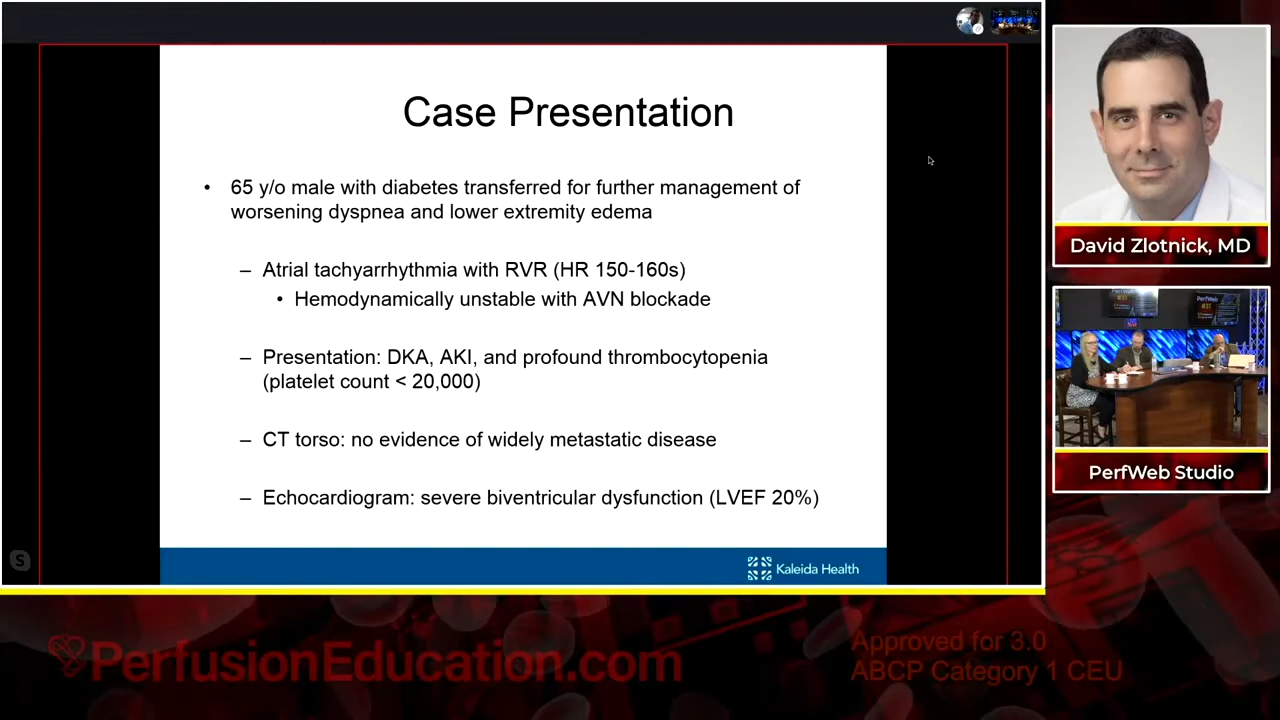 Case Presentation
• 65 y/o male with diabetes transferred for further management of
worsening dyspnea and lower extremity edema
– Atrial tachyarrhythmia with RVR (HR 150-160s)
• Hemodynamically unstable with AVN blockade
– Presentation: DKA, AKI, and profound thrombocytopenia
(platelet count < 20,000)
– CT torso: no evidence of widely metastatic disease
– Echocardiogram: severe biventricular dysfunction (LVEF 20%)
Kaleida Health
S
David Zlotnick, MD
PerfWeb
PerfWeb Studio
PerfusionEducation.com
Approved for 3.0
ABCP Category 1 CEU